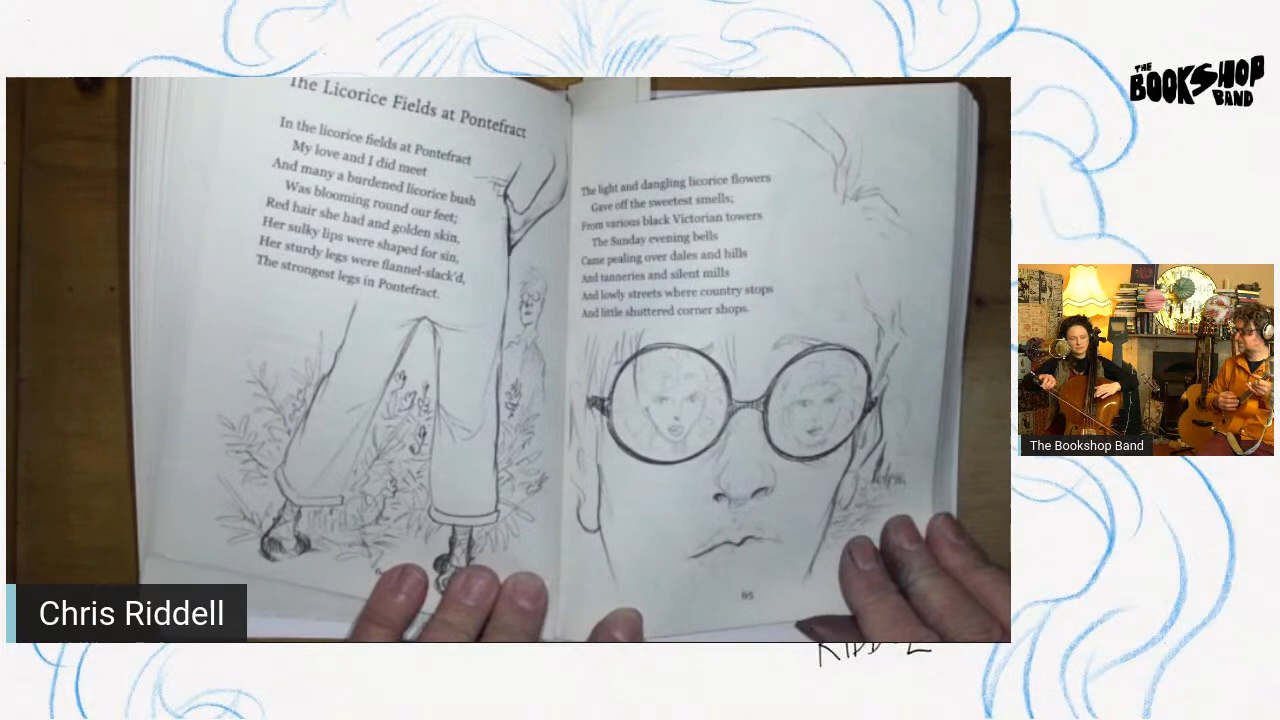 THE
BOOKSHOP
BAND
The Licorice Fields at Pontefract
In the licorice fields at Pontefract
My love and I did meet
And many a burdened licorice bush
Was blooming round our feet;
Red hair she had and golden skin,
Her sulky lips were shaped for sin,
Her sturdy legs were flannel-slack'd,
The strongest legs in Pontefract.
The light and dangling licorice flowers
Gave off the sweetest smells;
From various black Victorian towers
The Sunday evening bells
Came pealing over dales and hills
And tanneries and silent mills
And lowly streets where country stops
And little shuttered corner shops.
65
The Bookshop Band
Chris Riddell